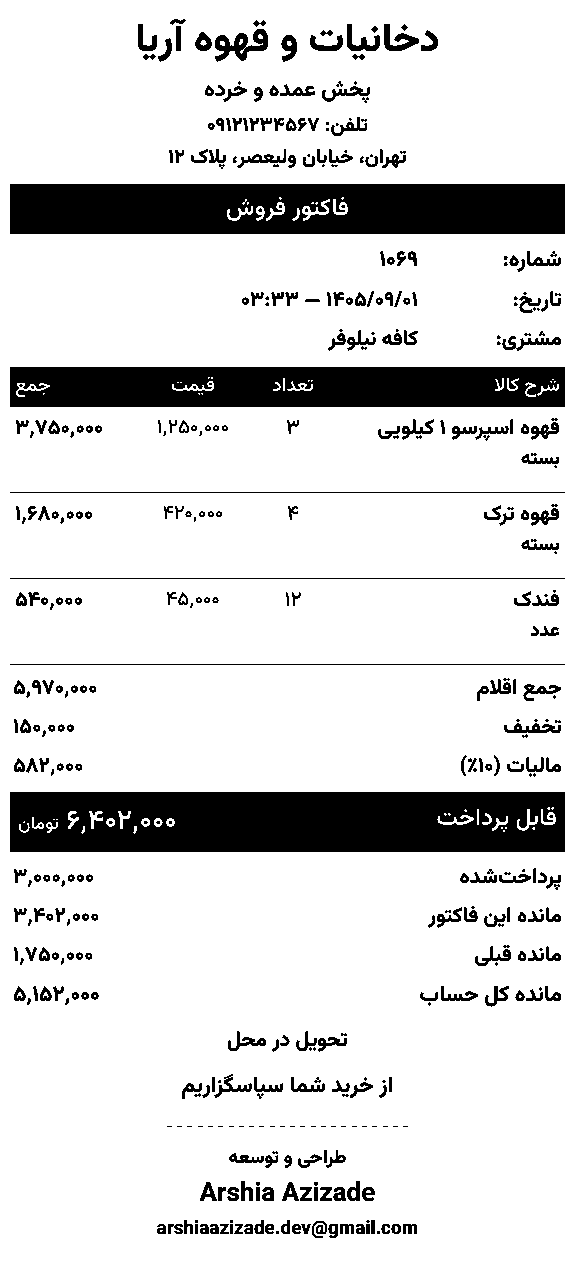 دخانیات و قهوه آریا
پخش عمده و خرده
تلفن: ۰۹۱۲۱۲۳۴۵۶۷
تهران، خیابان ولیعصر، پلاک ۱۲
فاکتور فروش
شماره: ۱۰۶۹
تاریخ: ۱۴۰۵/۰۹/۰۱ – ۰۳:۳۳
مشتری: کافه نیلوفر
شرح کالا تعداد قیمت جمع
قهوه اسپرسو ۱ کیلویی ۳ ۱,۲۵۰,۰۰۰ ۳,۷۵۰,۰۰۰
بسته
قهوه ترک ۴ ۴۲۰,۰۰۰ ۱,۶۸۰,۰۰۰
بسته
فندک ۱۲ ۴۵,۰۰۰ ۵۴۰,۰۰۰
عدد
جمع اقلام ۵,۹۷۰,۰۰۰
تخفیف ۱۵۰,۰۰۰
مالیات (۱۰٪) ۵۸۲,۰۰۰
قابل پرداخت ۶,۴۰۲,۰۰۰ تومان
پرداخت‌شده ۳,۰۰۰,۰۰۰
مانده این فاکتور ۳,۴۰۲,۰۰۰
مانده قبلی ۱,۷۵۰,۰۰۰
مانده کل حساب ۵,۱۵۲,۰۰۰
تحویل در محل
از خرید شما سپاسگزاریم
طراحی و توسعه
Arshia Azizade
arshiaazizade.dev@gmail.com